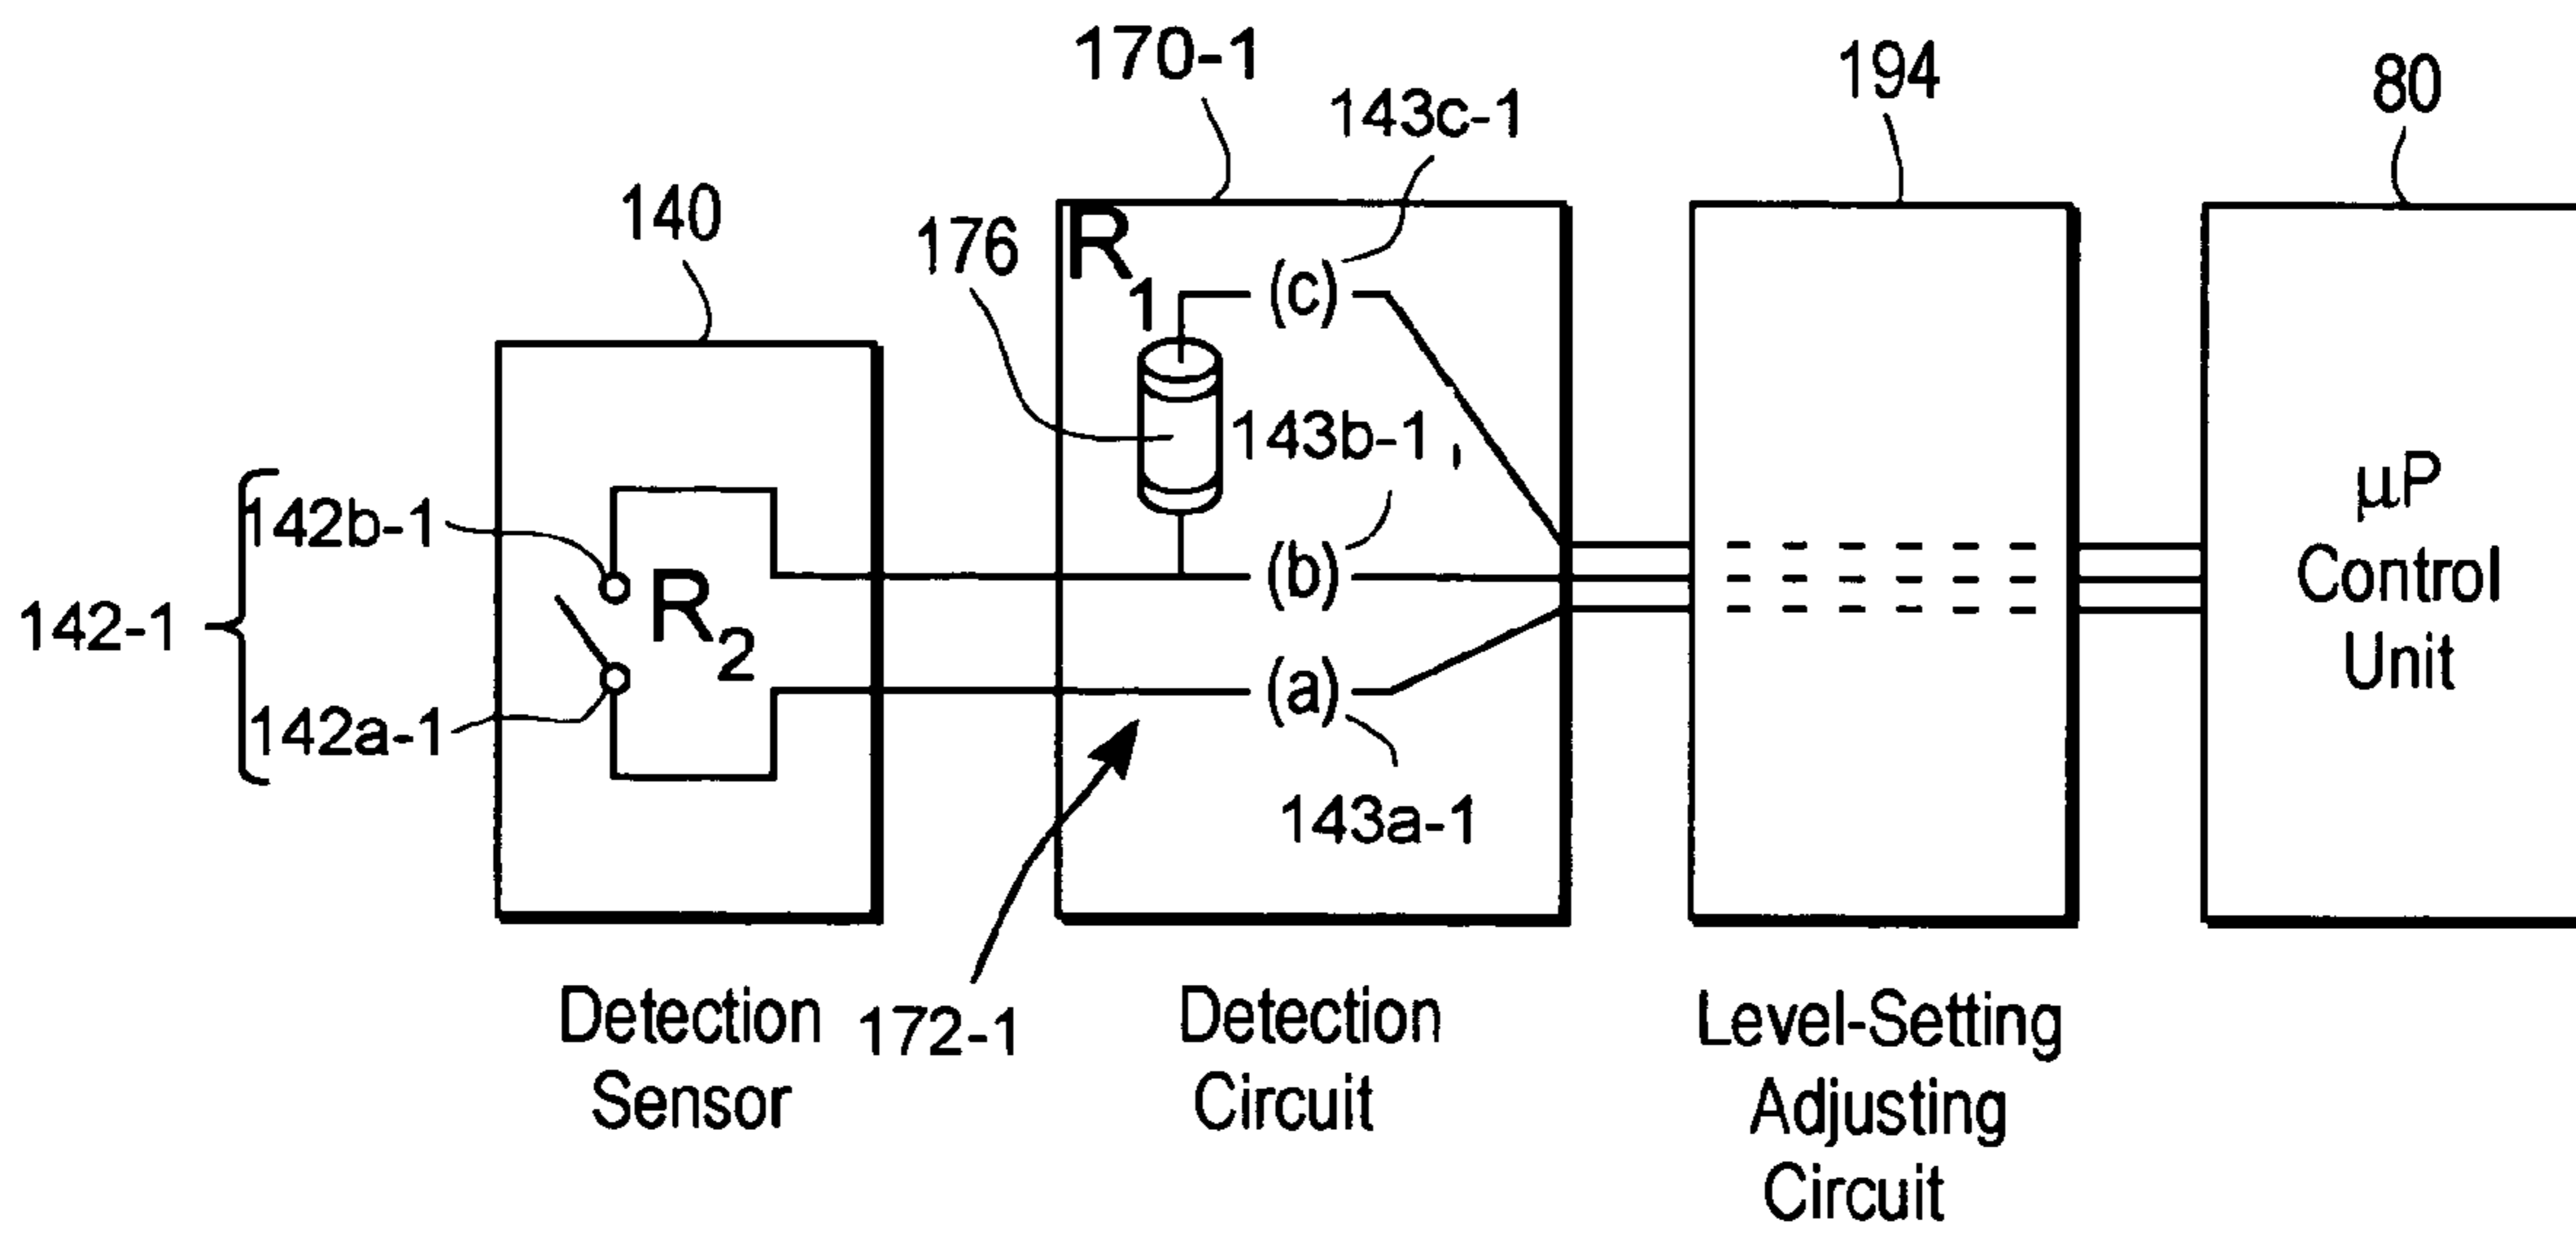 170-1
143c-1
194
80
140
176
R1
(c)
143b-1
142b-1
142-1
R2
(b)
µP
Control
Unit
142a-1
(a)
143a-1
172-1
Detection
Sensor
Detection
Circuit
Level-Setting
Adjusting
Circuit